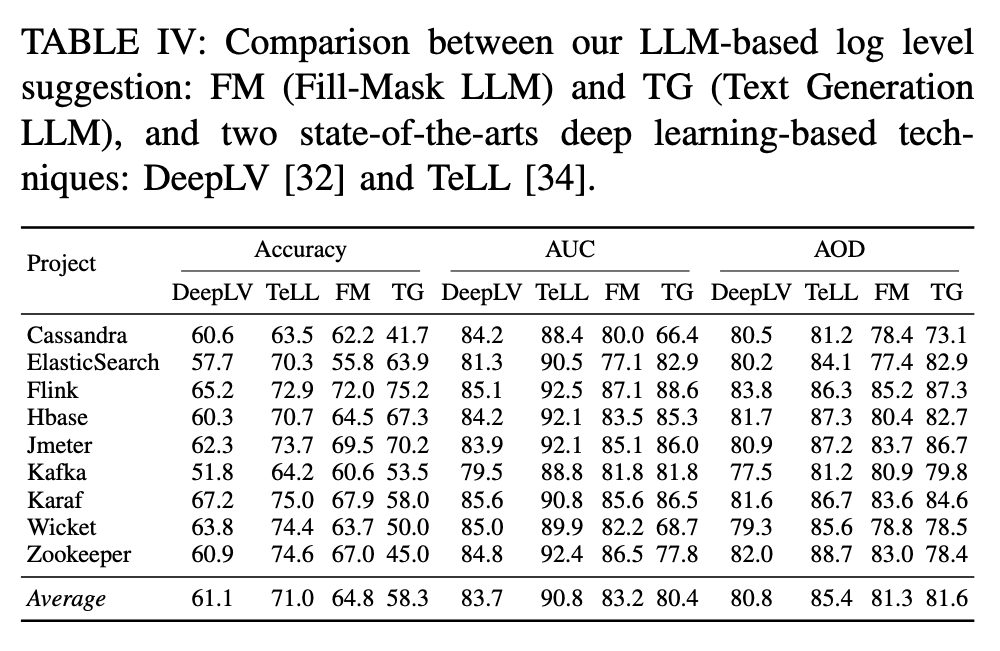 TABLE IV: Comparison between our LLM-based log level
suggestion: FM (Fill-Mask LLM) and TG (Text Generation
LLM), and two state-of-the-arts deep learning-based tech-
niques: DeepLV [32] and TeLL [34].
Project Accuracy AUC AOD
DeepLV TeLL FM TG DeepLV TeLL FM TG DeepLV TeLL FM TG
Cassandra 60.6 63.5 62.2 41.7 84.2 88.4 80.0 66.4 80.5 81.2 78.4 73.1
ElasticSearch 57.7 70.3 55.8 63.9 81.3 90.5 77.1 82.9 80.2 84.1 77.4 82.9
Flink 65.2 72.9 72.0 75.2 85.1 92.5 87.1 88.6 83.8 86.3 85.2 87.3
Hbase 60.3 70.7 64.5 67.3 84.2 92.1 83.5 85.3 81.7 87.3 80.4 82.7
Jmeter 62.3 73.7 69.5 70.2 83.9 92.1 85.1 86.0 80.9 87.2 83.7 86.7
Kafka 51.8 64.2 60.6 53.5 79.5 88.8 81.8 81.8 77.5 81.2 80.9 79.8
Karaf 67.2 75.0 67.9 58.0 85.6 90.8 85.6 86.5 81.6 86.7 83.6 84.6
Wicket 63.8 74.4 63.7 50.0 85.0 89.9 82.2 68.7 79.3 85.6 78.8 78.5
Zookeeper 60.9 74.6 67.0 45.0 84.8 92.4 86.5 77.8 82.0 88.7 83.0 78.4
Average 61.1 71.0 64.8 58.3 83.7 90.8 83.2 80.4 80.8 85.4 81.3 81.6